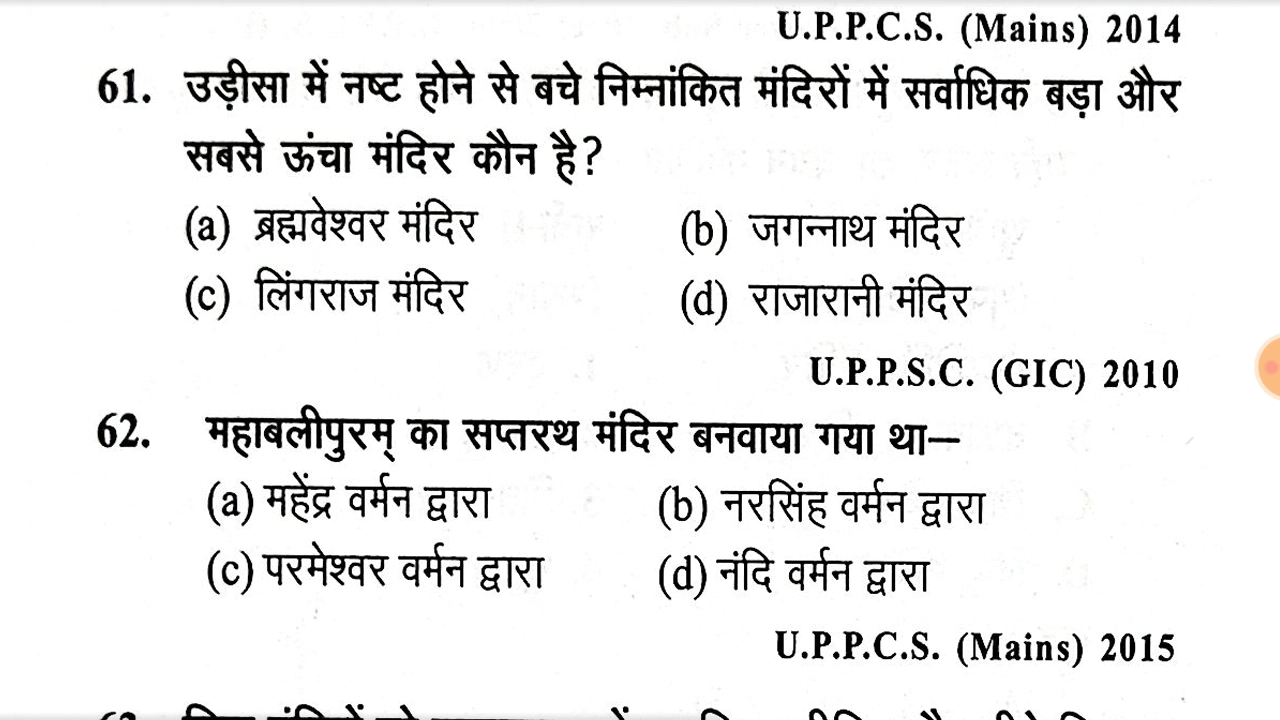 U.P.P.C.S. (Mains) 2014
61. उड़ीसा में नष्ट होने से बचे निम्नांकित मंदिरों में सर्वाधिक बड़ा और
सबसे ऊंचा मंदिर कौन है?
(a) ब्रह्मवेश्वर मंदिर (b) जगन्नाथ मंदिर
(c) लिंगराज मंदिर (d) राजारानी मंदिर
U.P.P.S.C. (GIC) 2010
62. महाबलीपुरम् का सप्तरथ मंदिर बनवाया गया था—
(a) महेंद्र वर्मन द्वारा (b) नरसिंह वर्मन द्वारा
(c) परमेश्वर वर्मन द्वारा (d) नंदि वर्मन द्वारा
U.P.P.C.S. (Mains) 2015